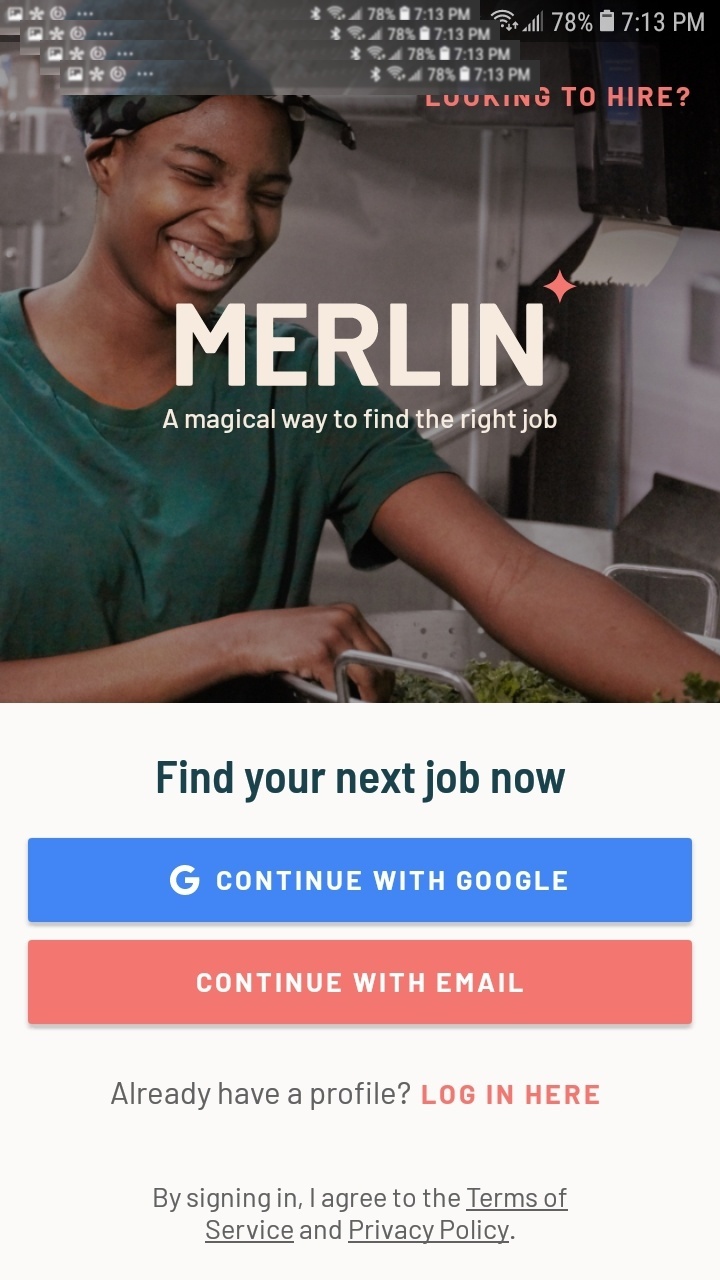 78% 7:13 PM
78% 7:13 PM
78% 7:13 PM
78% 7:13 PM
78% 7:13 PM
LOOKING TO HIRE?
MERLIN
A magical way to find the right job
Find your next job now
CONTINUE WITH GOOGLE
CONTINUE WITH EMAIL
Already have a profile? LOG IN HERE
By signing in, I agree to the Terms of
Service and Privacy Policy.